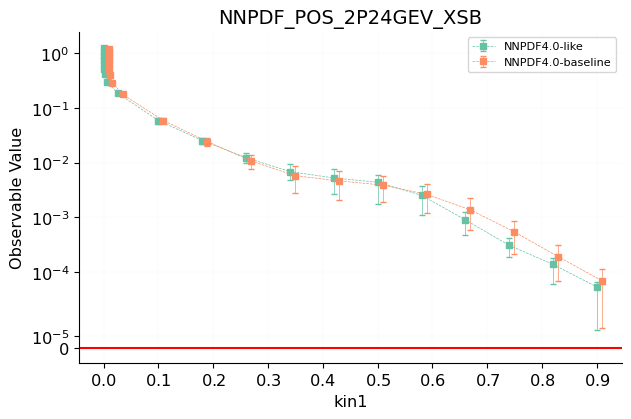 NNPDF_POS_2P24GEV_XSB
NNPDF4.0-like
NNPDF4.0-baseline
Observable Value
10⁰
10⁻¹
10⁻²
10⁻³
10⁻⁴
10⁻⁵
0
0.0 0.1 0.2 0.3 0.4 0.5 0.6 0.7 0.8 0.9
kin1